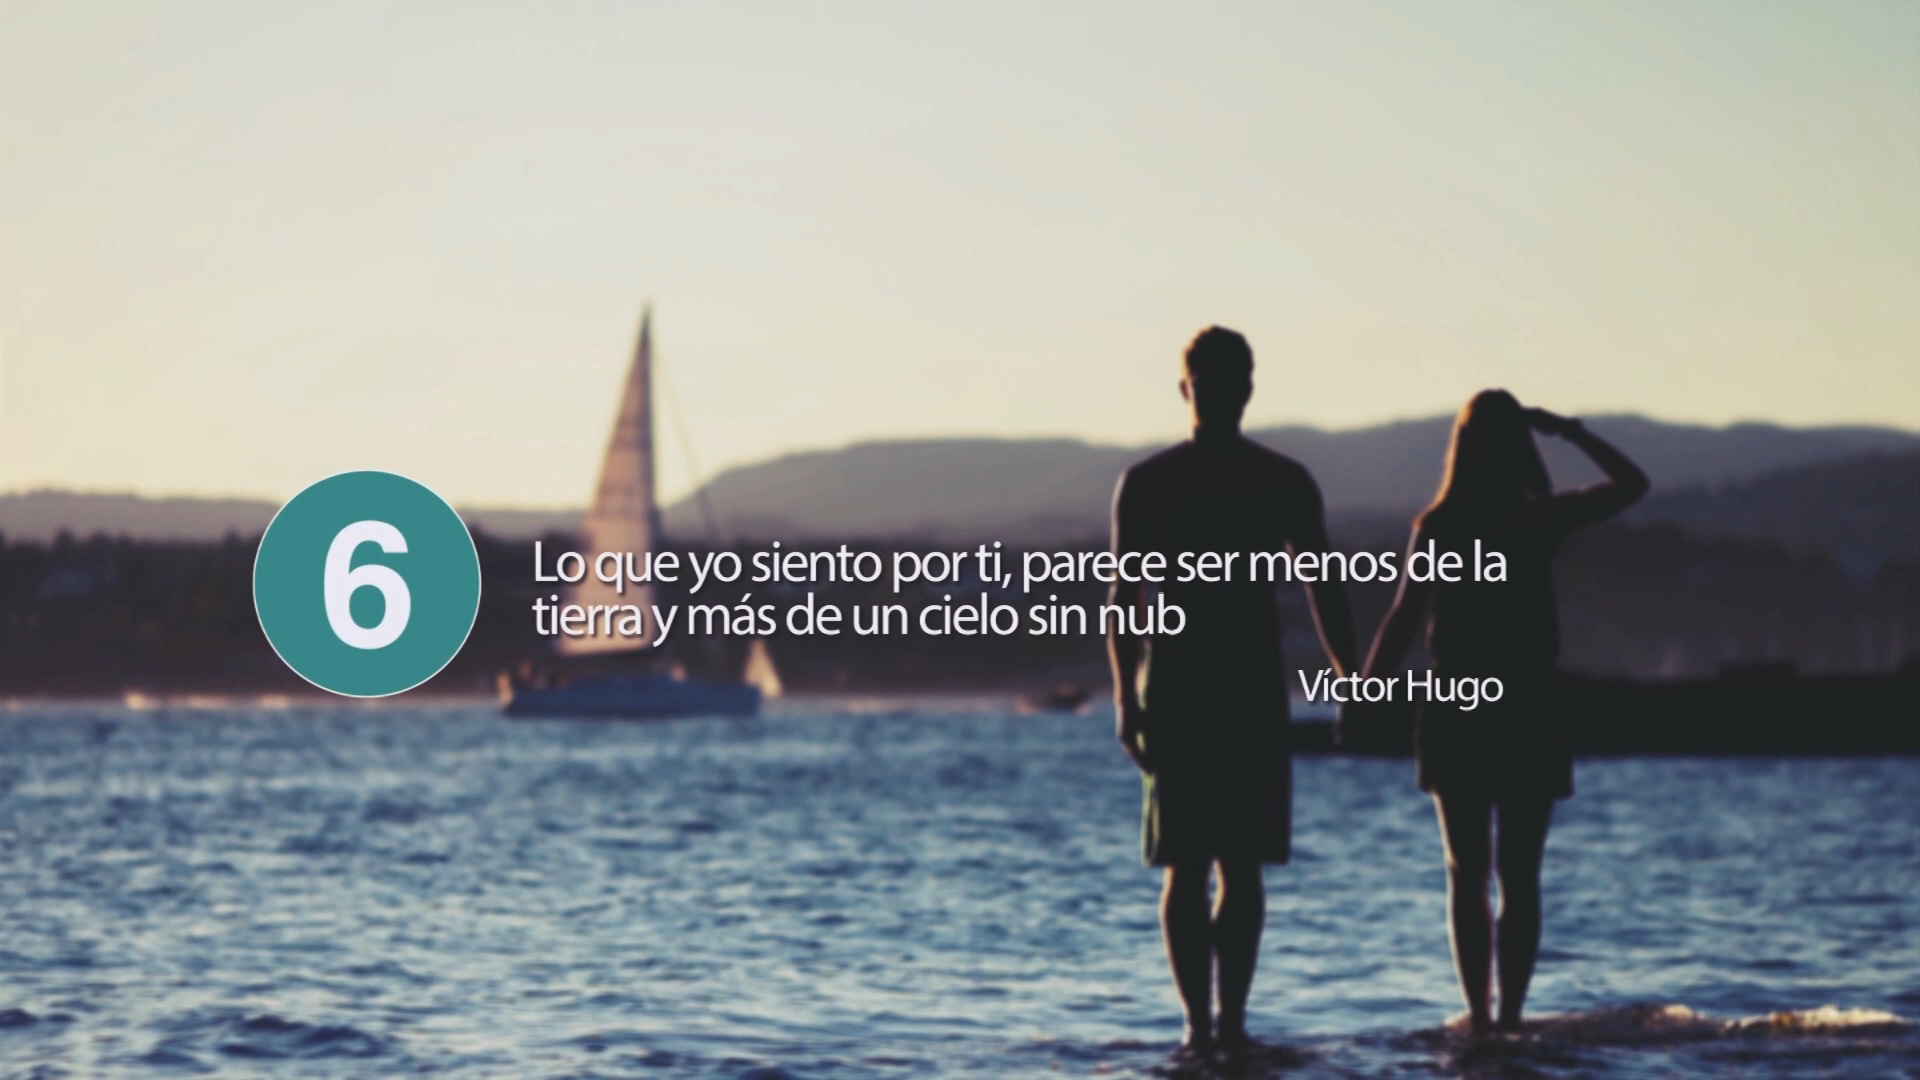 6
Lo que yo siento por ti, parece ser menos de la
tierra y más de un cielo sin nub
Víctor Hugo